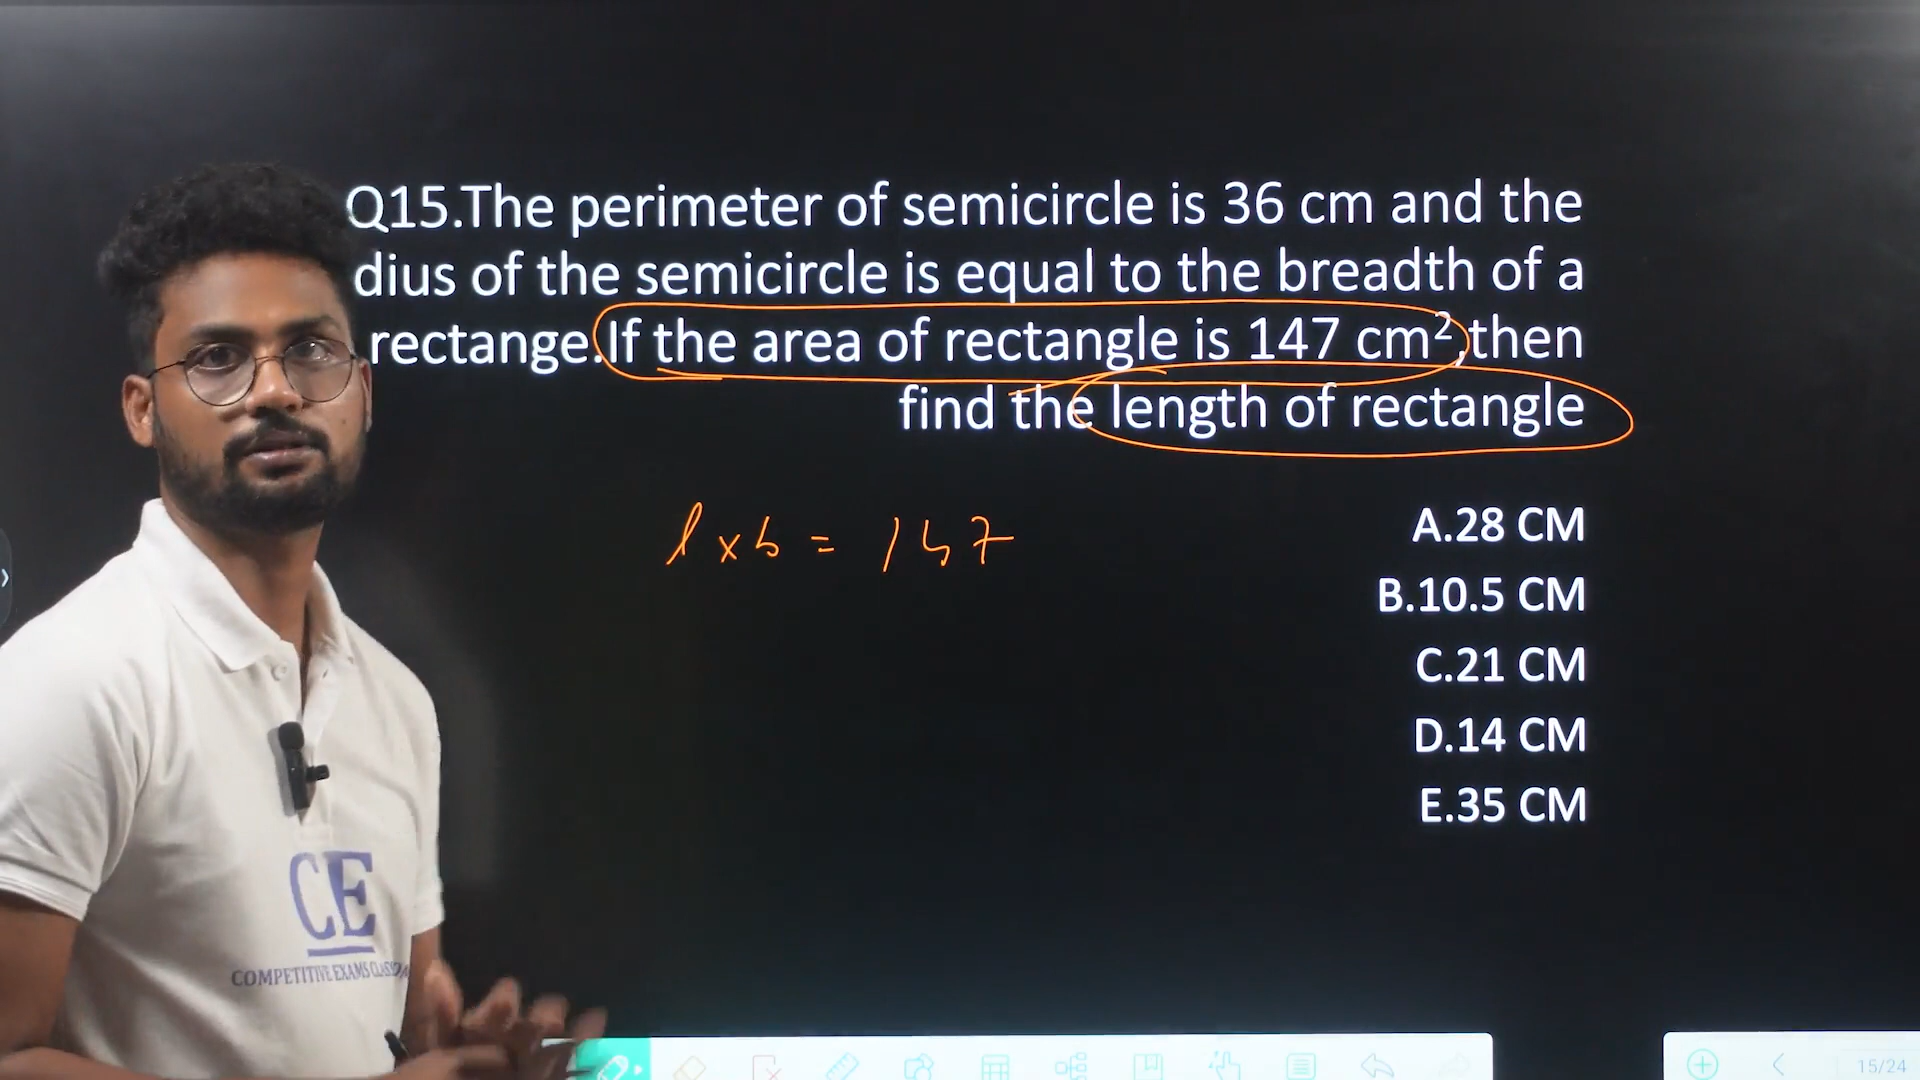 Q15.The perimeter of semicircle is 36 cm and the
dius of the semicircle is equal to the breadth of a
rectange.If the area of rectangle is 147 cm²,then
find the length of rectangle
l x b = 147
A.28 CM
B.10.5 CM
C.21 CM
D.14 CM
E.35 CM
CE
COMPETITIVE EXAMS
15/24